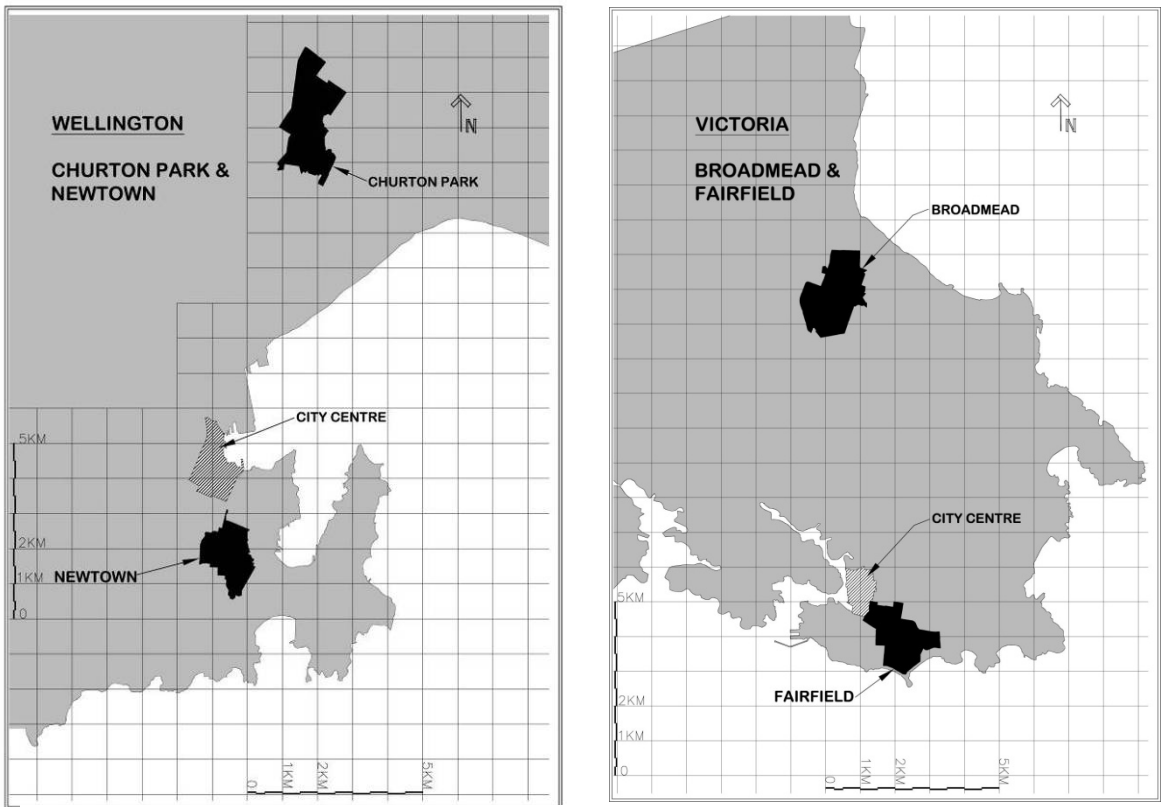 WELLINGTON
CHURTON PARK &
NEWTOWN
N
CHURTON PARK
CITY CENTRE
5KM
2KM
NEWTOWN
1KM
0
0
1KM
2KM
5KM
VICTORIA
BROADMEAD &
FAIRFIELD
N
BROADMEAD
CITY CENTRE
5KM
FAIRFIELD
2KM
1KM
0
0
1KM
2KM
5KM